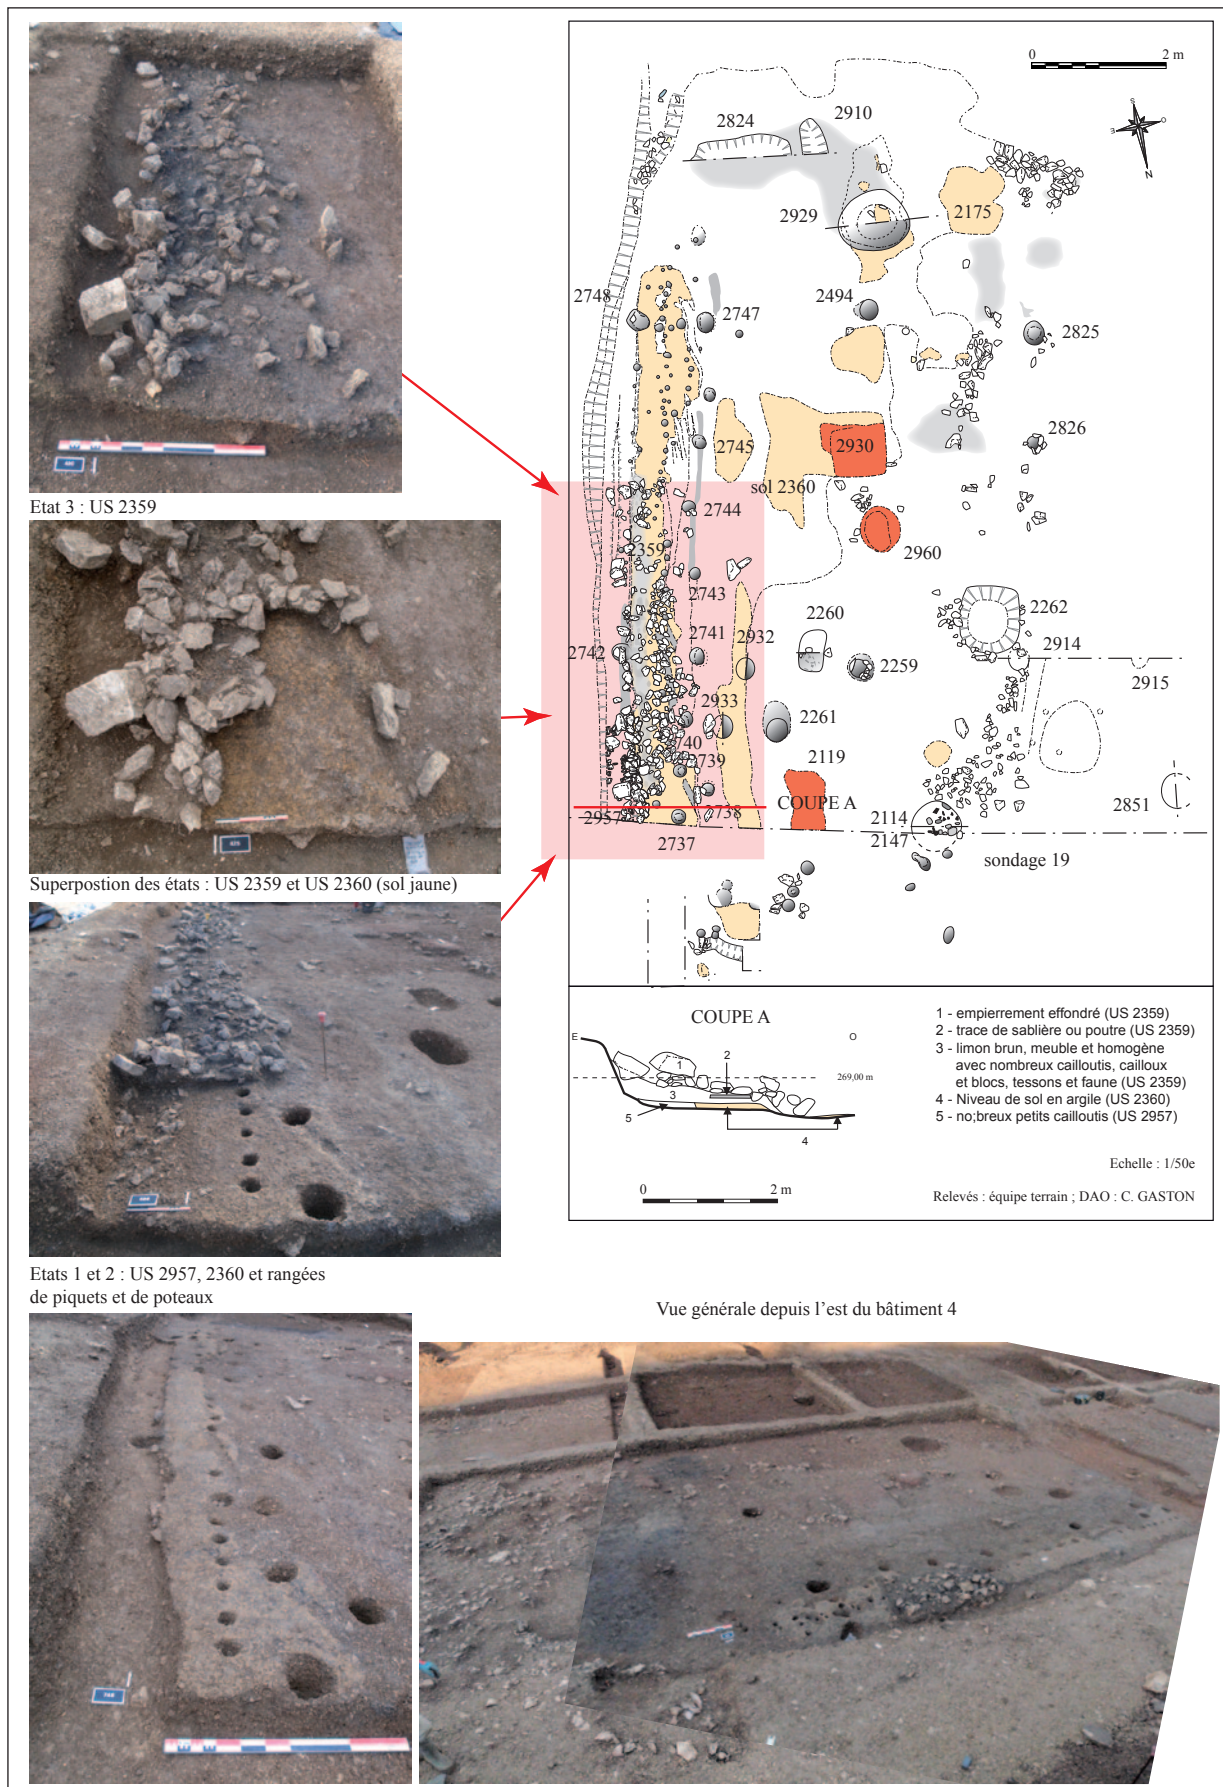 Etat 3 : US 2359
Superpostion des états : US 2359 et US 2360 (sol jaune)
Etats 1 et 2 : US 2957, 2360 et rangées
de piquets et de poteaux
0 2 m
S
E O
N
2824
2910
2929
2175
2748
2747
2494
2825
2745
2930
2826
sol 2360
2744
2359
2960
2743
2260
2262
2741
2932
2742
2259
2914
2915
2933
2261
740
2739
2119
2851
COUPE A
2957
2738
2114
2737
2147
sondage 19
COUPE A
E
O
2
1
269,00 m
3
5
4
0 2 m
1 - empierrement effondré (US 2359)
2 - trace de sablière ou poutre (US 2359)
3 - limon brun, meuble et homogène
avec nombreux cailloutis, cailloux
et blocs, tessons et faune (US 2359)
4 - Niveau de sol en argile (US 2360)
5 - no;breux petits cailloutis (US 2957)
Echelle : 1/50e
Relevés : équipe terrain ; DAO : C. GASTON
Vue générale depuis l'est du bâtiment 4